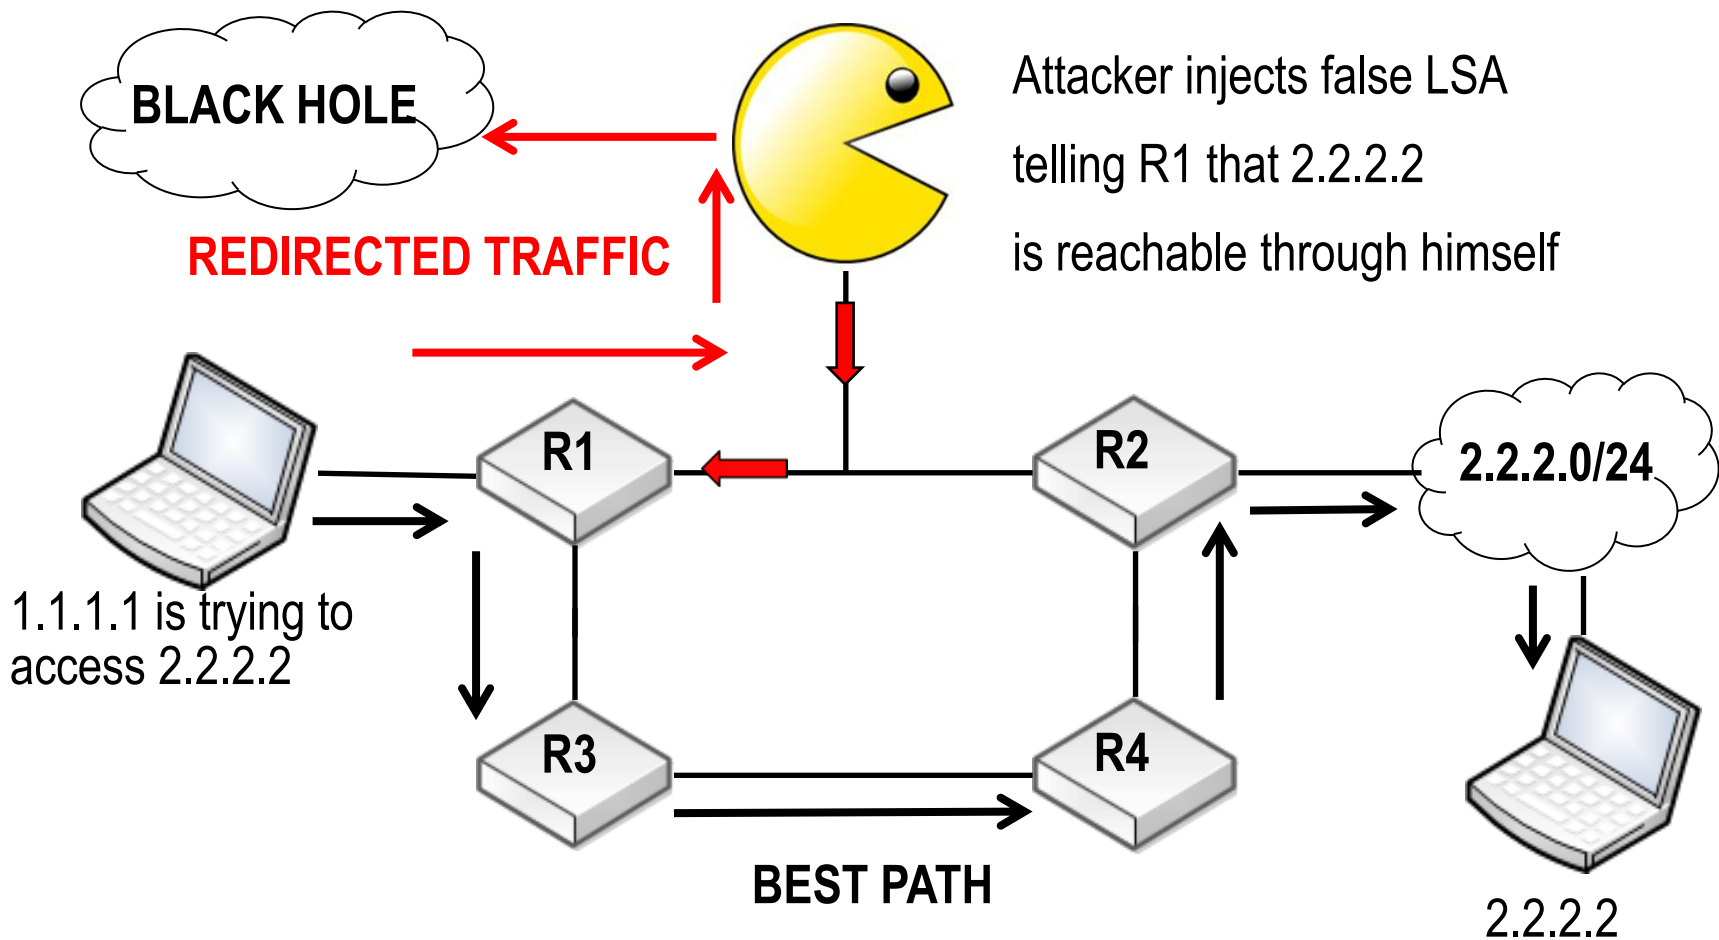 BLACK HOLE
Attacker injects false LSA
telling R1 that 2.2.2.2
is reachable through himself
REDIRECTED TRAFFIC
R1
R2
2.2.2.0/24
1.1.1.1 is trying to
access 2.2.2.2
R3
R4
BEST PATH
2.2.2.2